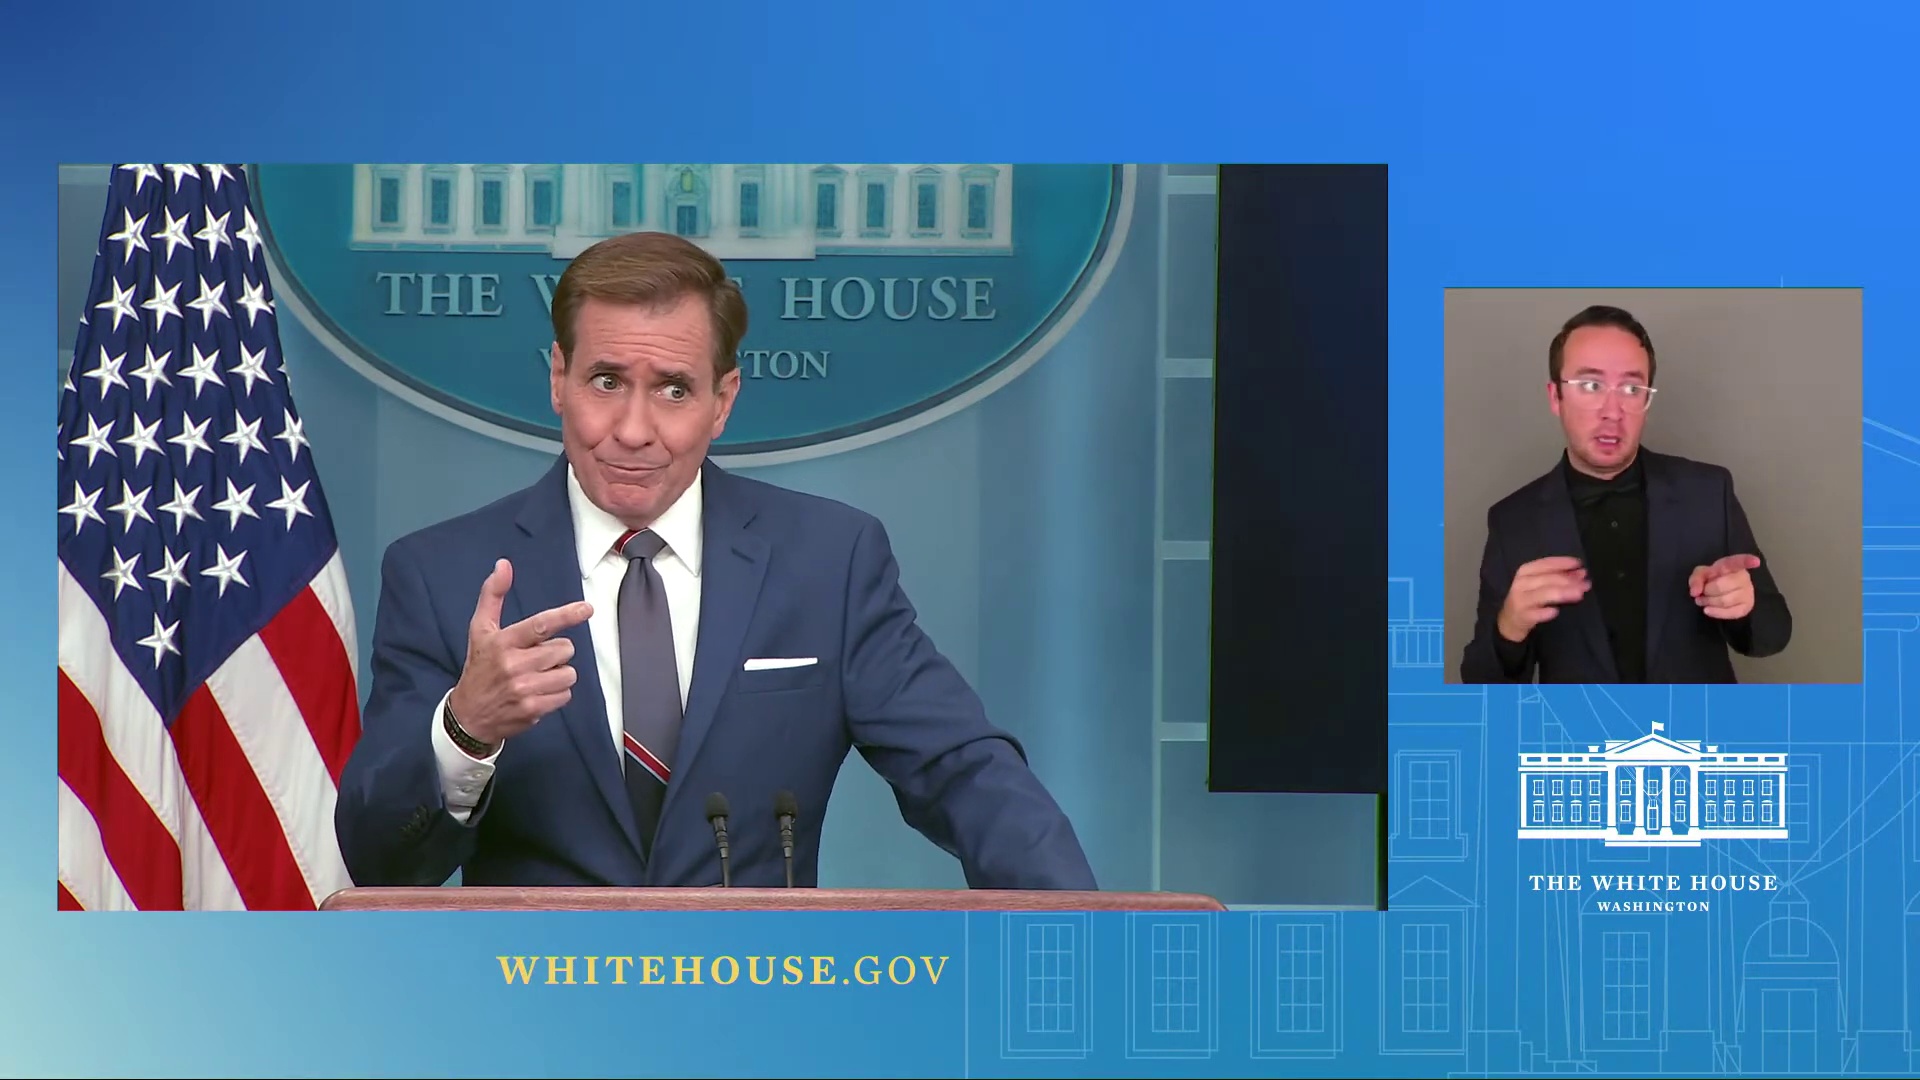 THE W E HOUSE
W TON
THE WHITE HOUSE
WASHINGTON
WHITEHOUSE.GOV